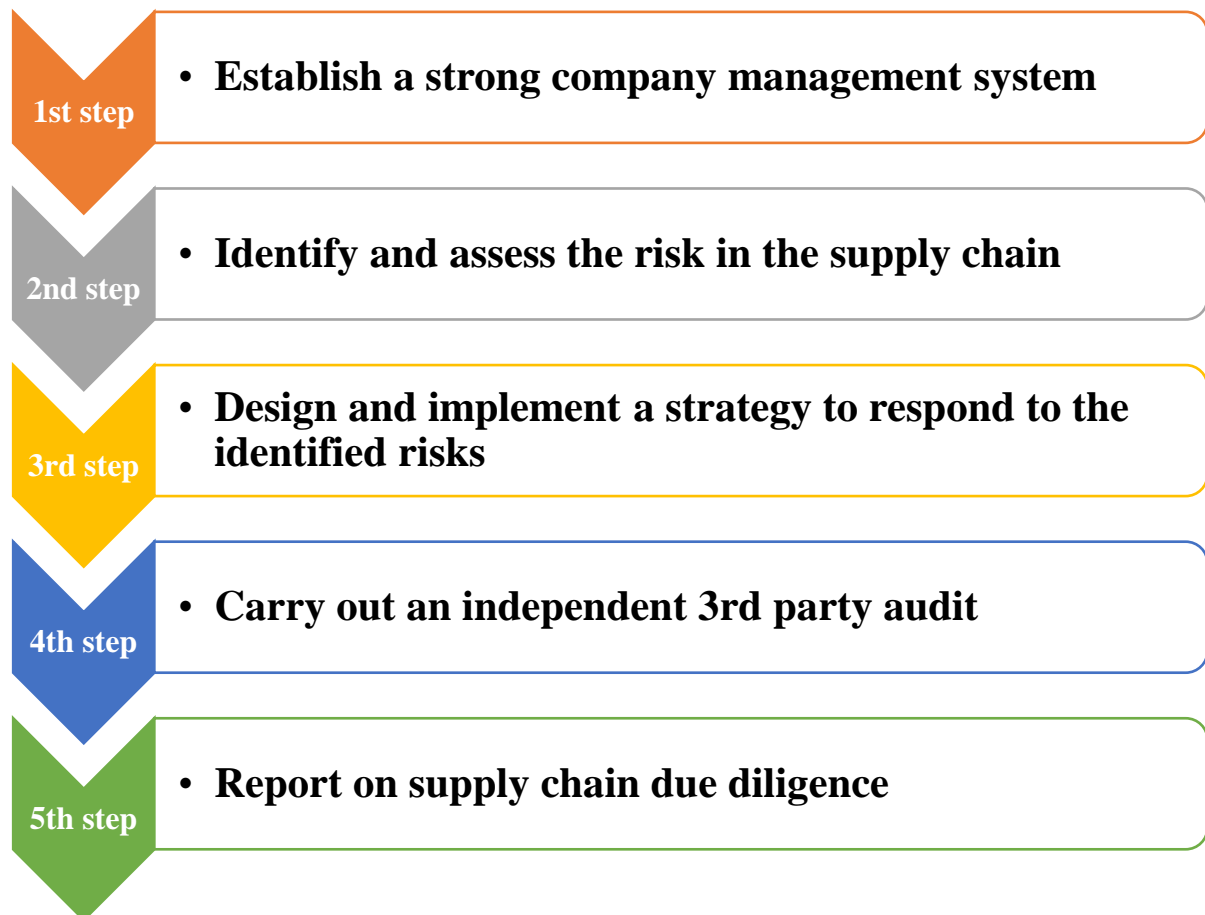 1st step
• Establish a strong company management system
2nd step
• Identify and assess the risk in the supply chain
3rd step
• Design and implement a strategy to respond to the
identified risks
4th step
• Carry out an independent 3rd party audit
5th step
• Report on supply chain due diligence